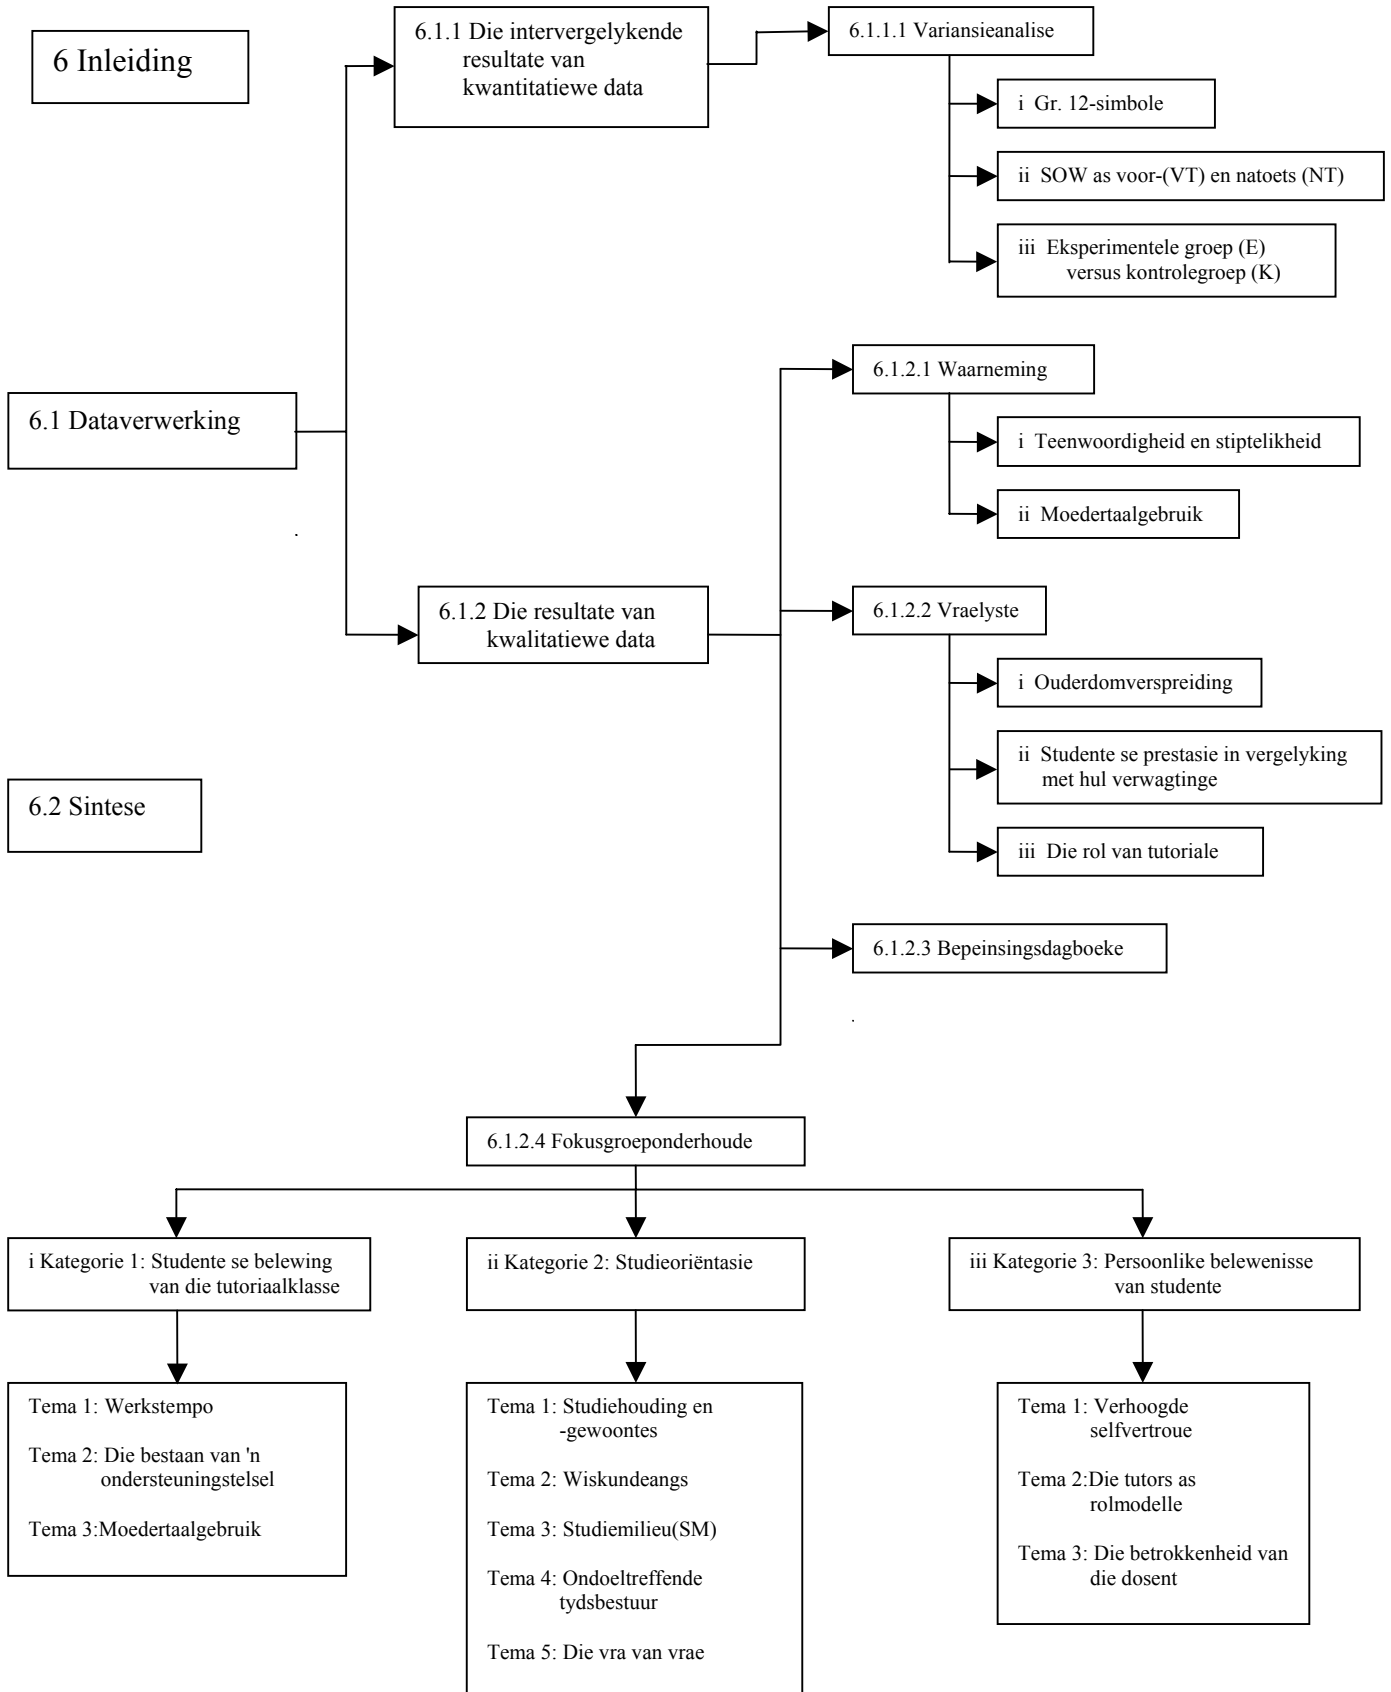 6 Inleiding
6.1.1 Die intervergelykende
resultate van
kwantitatiewe data
6.1.1.1 Variansieanalise
i Gr. 12-simbole
ii SOW as voor-(VT) en natoets (NT)
iii Eksperimentele groep (E)
versus kontrolegroep (K)
6.1 Dataverwerking
6.1.2 Die resultate van
kwalitatiewe data
6.1.2.1 Waarneming
i Teenwoordigheid en stiptelikheid
ii Moedertaalgebruik
6.1.2.2 Vraelyste
i Ouderdomverspreiding
ii Studente se prestasie in vergelyking
met hul verwagtinge
iii Die rol van tutoriale
6.2 Sintese
6.1.2.3 Bepeinsingsdagboeke
6.1.2.4 Fokusgroeponderhoude
i Kategorie 1: Studente se belewing
van die tutoriaalklasse
ii Kategorie 2: Studieoriëntasie
iii Kategorie 3: Persoonlike belewenisse
van studente
Tema 1: Werkstempo
Tema 2: Die bestaan van 'n
ondersteuningstelsel
Tema 3:Moedertaalgebruik
Tema 1: Studiehouding en
-gewoontes
Tema 2: Wiskundeangs
Tema 3: Studiemilieu(SM)
Tema 4: Ondoeltreffende
tydsbestuur
Tema 5: Die vra van vrae
Tema 1: Verhoogde
selfvertroue
Tema 2:Die tutors as
rolmodelle
Tema 3: Die betrokkenheid van
die dosent